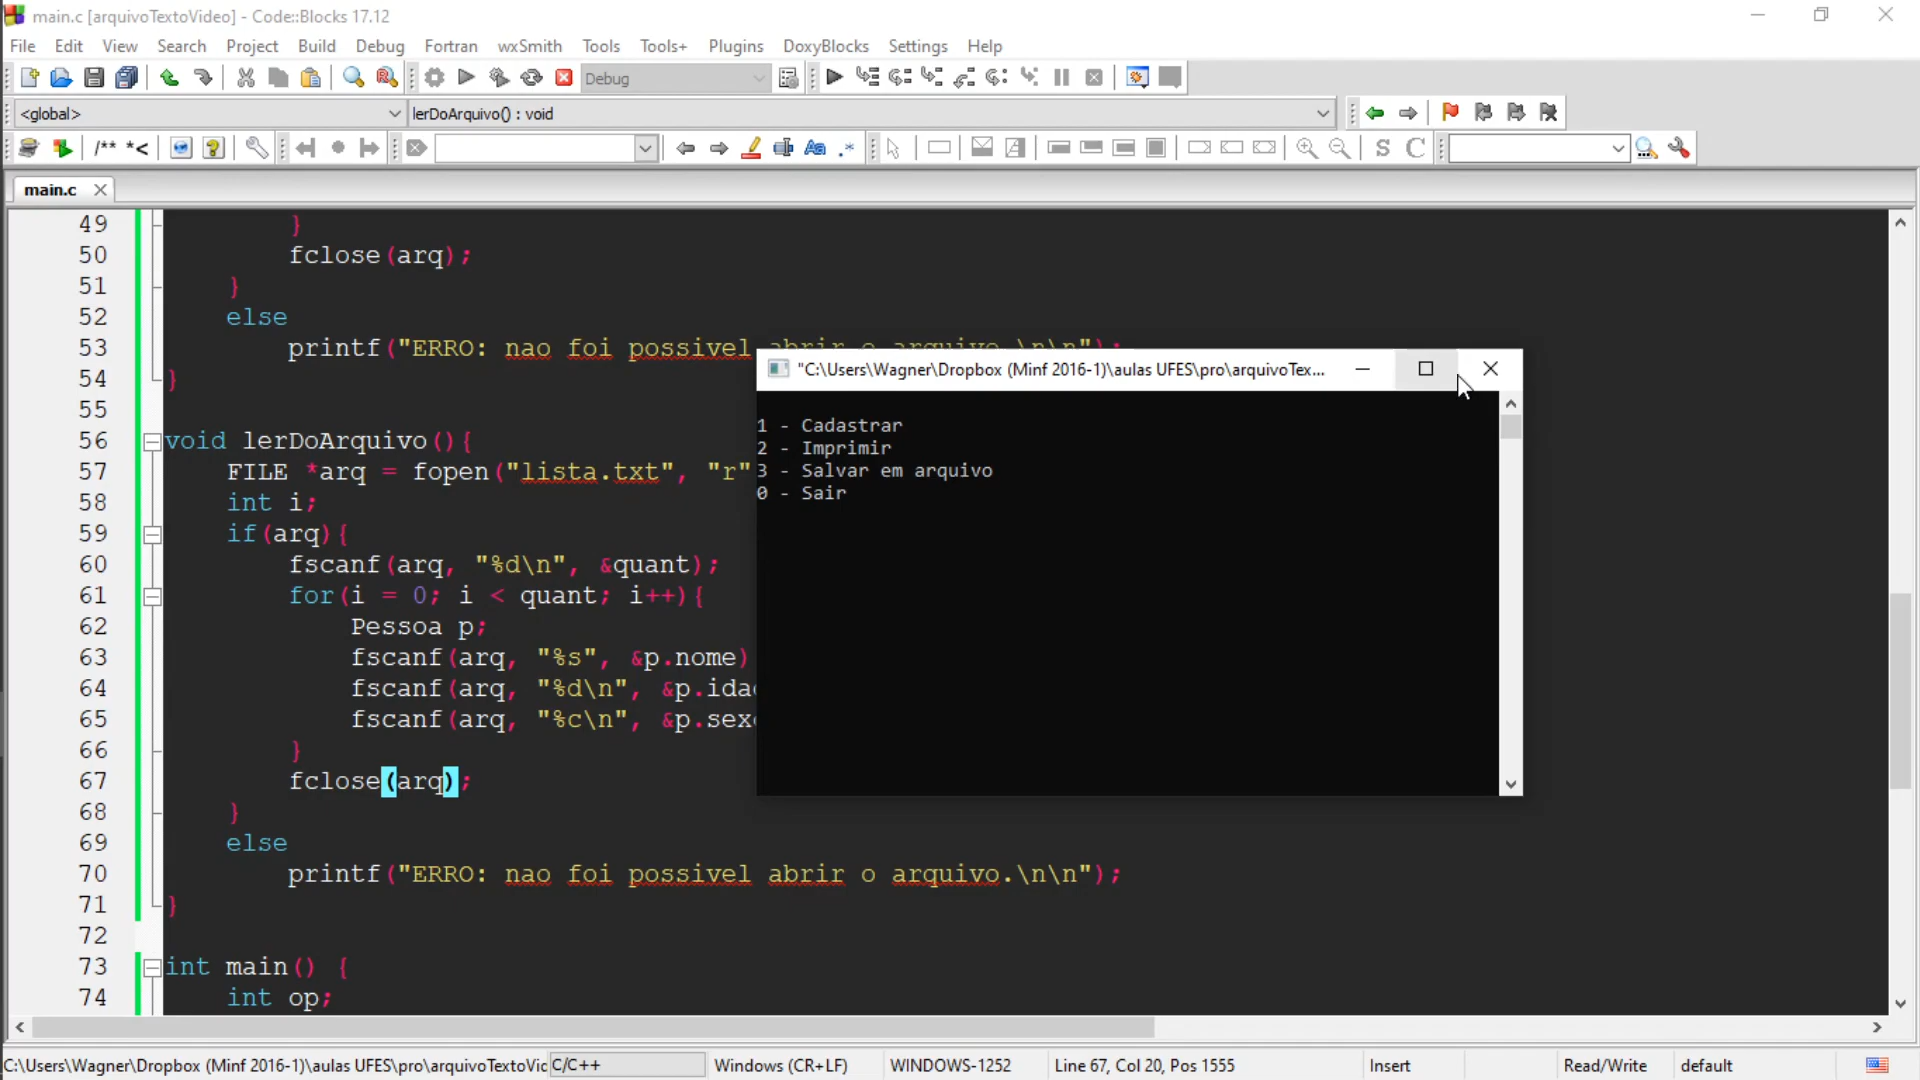 main.c [arquivoTextoVideo] - Code::Blocks 17.12
File Edit View Search Project Build Debug Fortran wxSmith Tools Tools+ Plugins DoxyBlocks Settings Help
Debug
<global> lerDoArquivo() : void
/** *< Aa .* S C
main.c
49 }
50 fclose(arq);
51 }
52 else
53 printf("ERRO: nao foi possivel abrir o arquivo.\n\n");
54 }
55
56 void lerDoArquivo(){
57 FILE *arq = fopen("lista.txt", "r"
58 int i;
59 if(arq){
60 fscanf(arq, "%d\n", &quant);
61 for(i = 0; i < quant; i++){
62 Pessoa p;
63 fscanf(arq, "%s", &p.nome)
64 fscanf(arq, "%d\n", &p.idad
65 fscanf(arq, "%c\n", &p.sexo
66 }
67 fclose(arq);
68 }
69 else
70 printf("ERRO: nao foi possivel abrir o arquivo.\n\n");
71 }
72
73 int main() {
74 int op;
"C:\Users\Wagner\Dropbox (Minf 2016-1)\aulas UFES\pro\arquivoTex...
1 - Cadastrar
2 - Imprimir
3 - Salvar em arquivo
0 - Sair
C:\Users\Wagner\Dropbox (Minf 2016-1)\aulas UFES\pro\arquivoTextoVic C/C++ Windows (CR+LF) WINDOWS-1252 Line 67, Col 20, Pos 1555 Insert Read/Write default